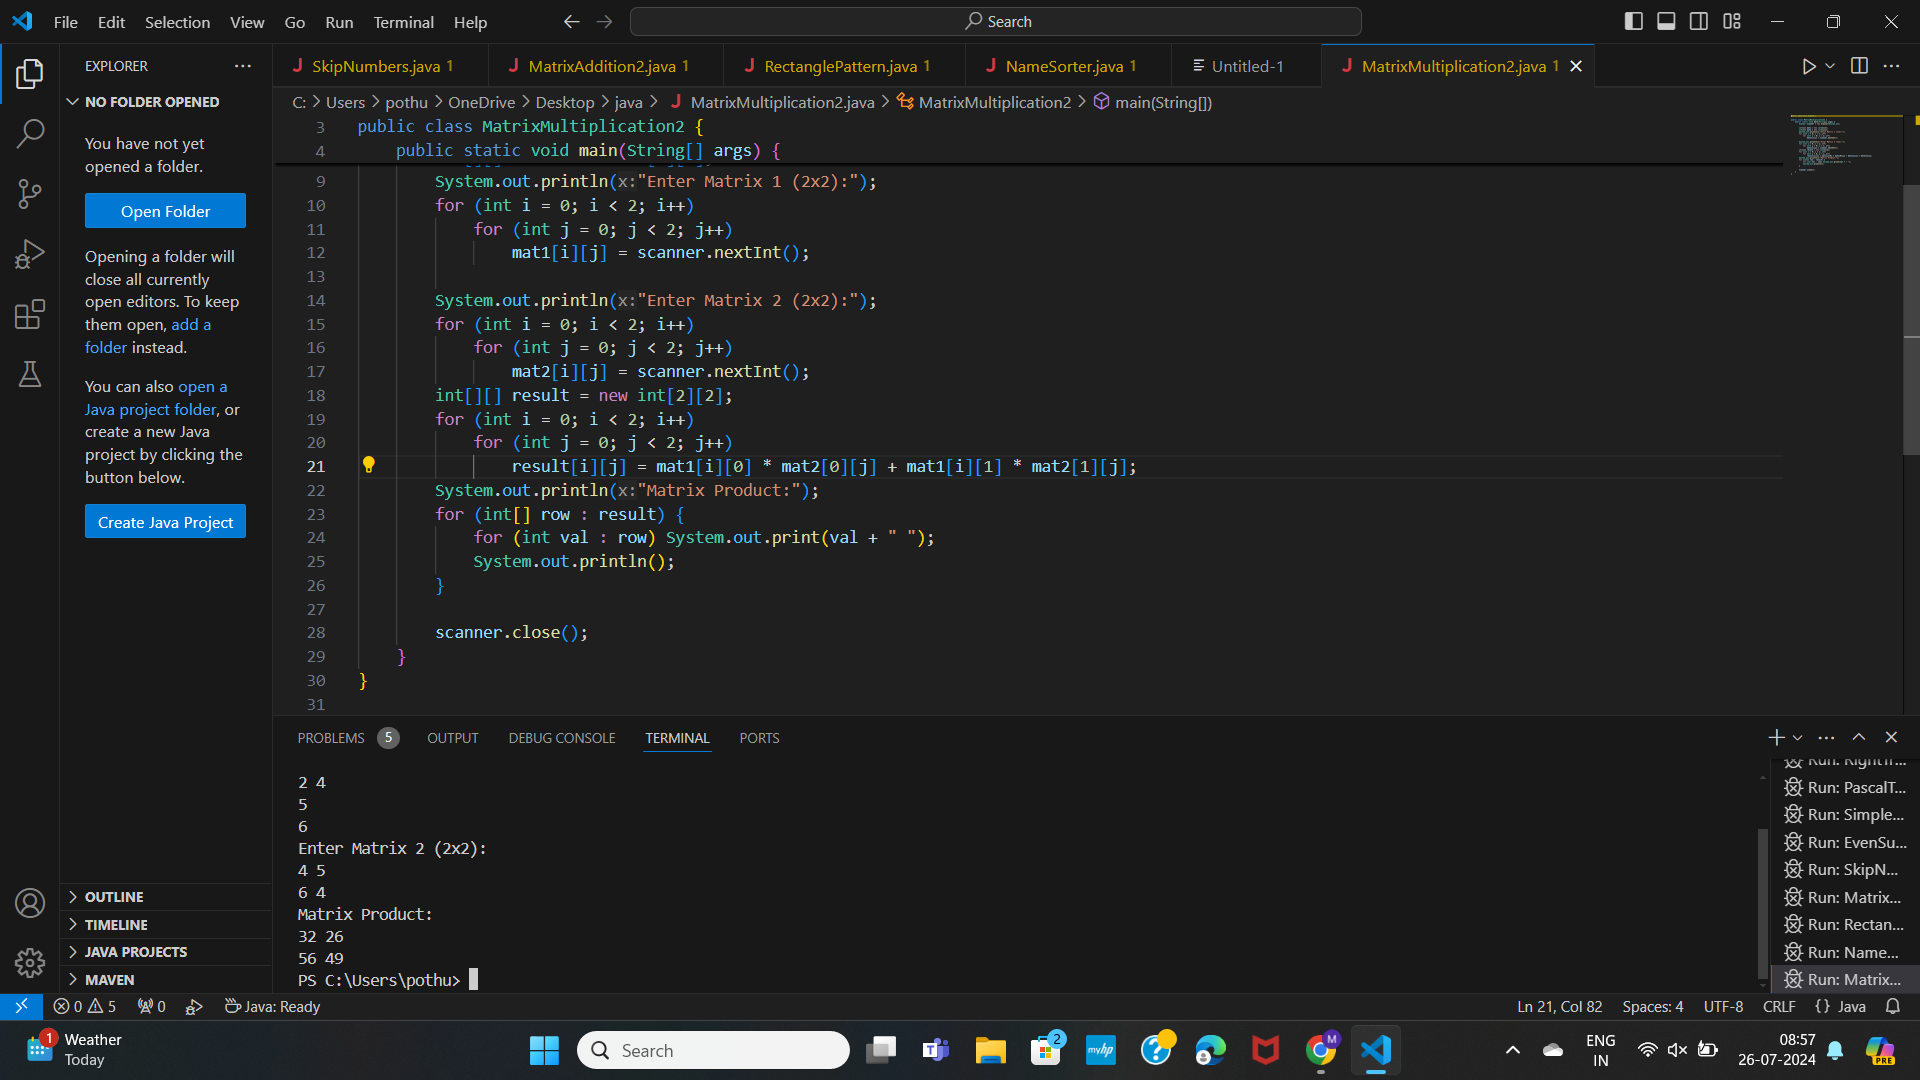 File Edit Selection View Go Run Terminal Help
Search
EXPLORER
NO FOLDER OPENED
You have not yet
opened a folder.
Open Folder
Opening a folder will
close all currently
open editors. To keep
them open, add a
folder instead.
You can also open a
Java project folder, or
create a new Java
project by clicking the
button below.
Create Java Project
OUTLINE
TIMELINE
JAVA PROJECTS
MAVEN
SkipNumbers.java 1 MatrixAddition2.java 1 RectanglePattern.java 1 NameSorter.java 1 Untitled-1 MatrixMultiplication2.java 1
C: > Users > pothu > OneDrive > Desktop > java > MatrixMultiplication2.java > MatrixMultiplication2 > main(String[])
3 public class MatrixMultiplication2 {
4 public static void main(String[] args) {
9 System.out.println(x:"Enter Matrix 1 (2x2):");
10 for (int i = 0; i < 2; i++)
11 for (int j = 0; j < 2; j++)
12 mat1[i][j] = scanner.nextInt();
13
14 System.out.println(x:"Enter Matrix 2 (2x2):");
15 for (int i = 0; i < 2; i++)
16 for (int j = 0; j < 2; j++)
17 mat2[i][j] = scanner.nextInt();
18 int[][] result = new int[2][2];
19 for (int i = 0; i < 2; i++)
20 for (int j = 0; j < 2; j++)
21 result[i][j] = mat1[i][0] * mat2[0][j] + mat1[i][1] * mat2[1][j];
22 System.out.println(x:"Matrix Product:");
23 for (int[] row : result) {
24 for (int val : row) System.out.print(val + " ");
25 System.out.println();
26 }
27
28 scanner.close();
29 }
30 }
31
PROBLEMS 5 OUTPUT DEBUG CONSOLE TERMINAL PORTS
2 4
5
6
Enter Matrix 2 (2x2):
4 5
6 4
Matrix Product:
32 26
56 49
PS C:\Users\pothu>
Run: PascalT...
Run: Simple...
Run: EvenSu...
Run: SkipN...
Run: Matrix...
Run: Rectan...
Run: Name...
Run: Matrix...
0 5 0 Java: Ready Ln 21, Col 82 Spaces: 4 UTF-8 CRLF {} Java
1 Weather
Today
Search
2
myhp
M
ENG
IN
08:57
26-07-2024
PRE